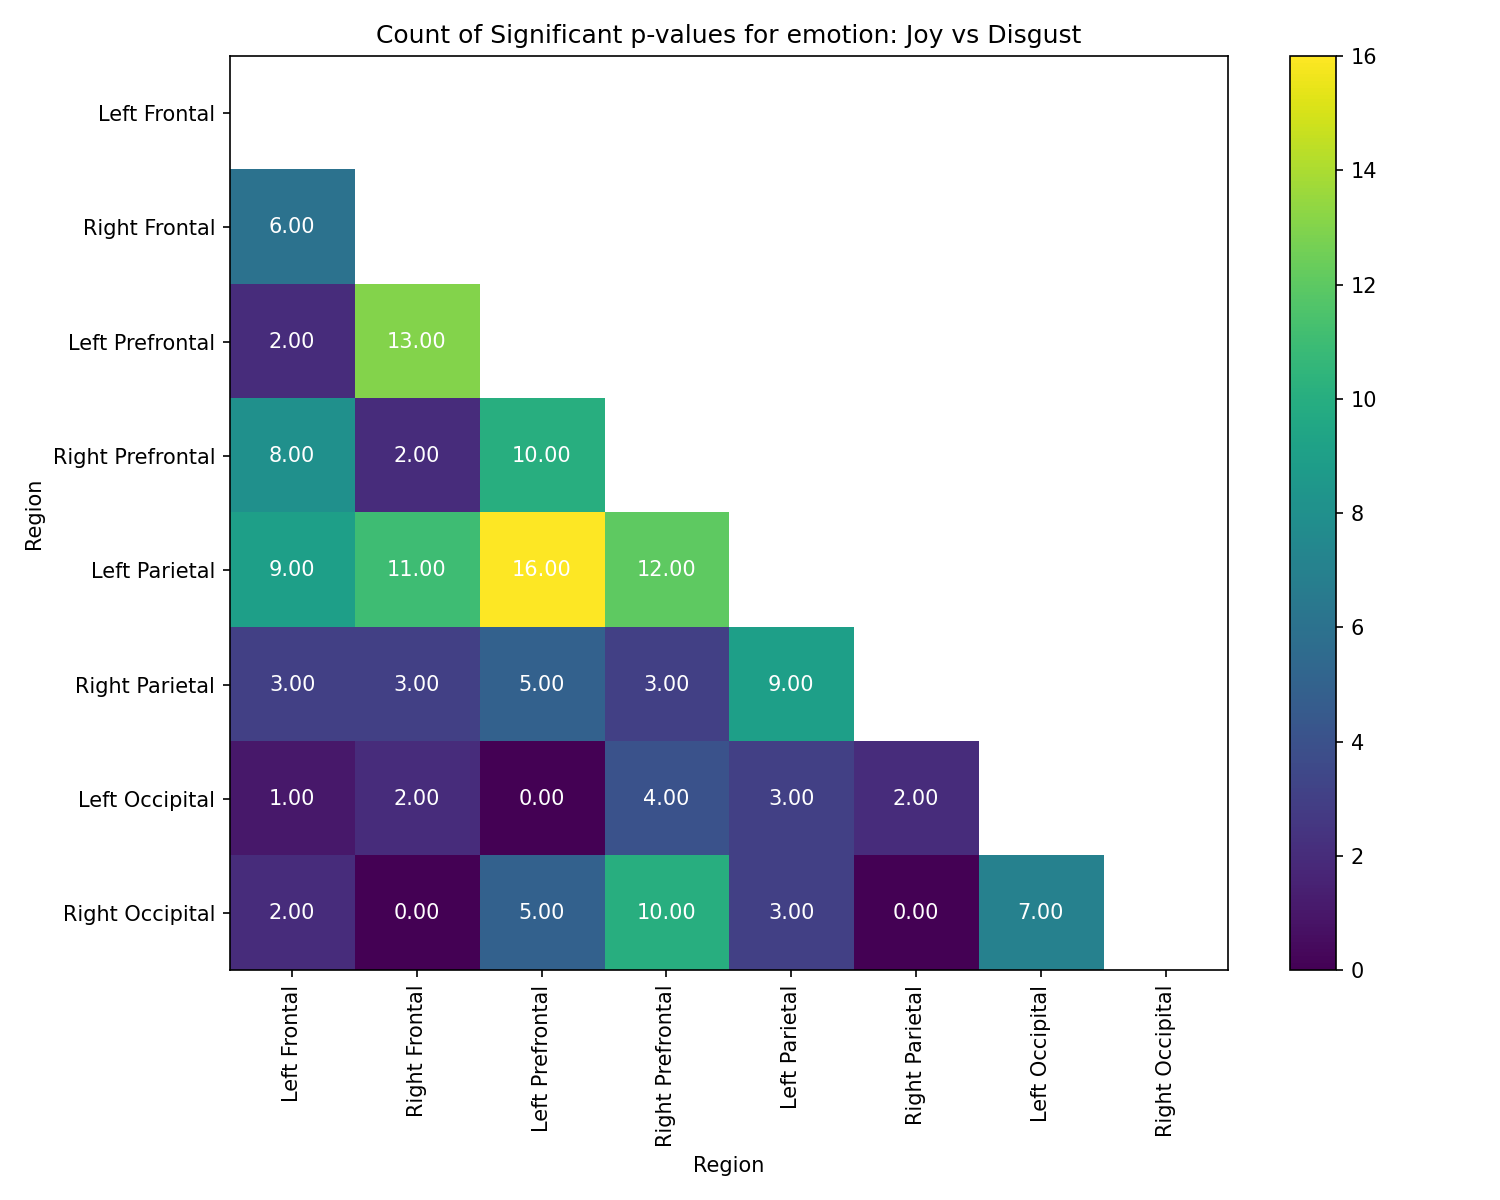 Count of Significant p-values for emotion: Joy vs Disgust
Region
Left Frontal
Right Frontal 6.00
Left Prefrontal 2.00 13.00
Right Prefrontal 8.00 2.00 10.00
Left Parietal 9.00 11.00 16.00 12.00
Right Parietal 3.00 3.00 5.00 3.00 9.00
Left Occipital 1.00 2.00 0.00 4.00 3.00 2.00
Right Occipital 2.00 0.00 5.00 10.00 3.00 0.00 7.00
Left Frontal
Right Frontal
Left Prefrontal
Right Prefrontal
Left Parietal
Right Parietal
Left Occipital
Right Occipital
Region
16
14
12
10
8
6
4
2
0